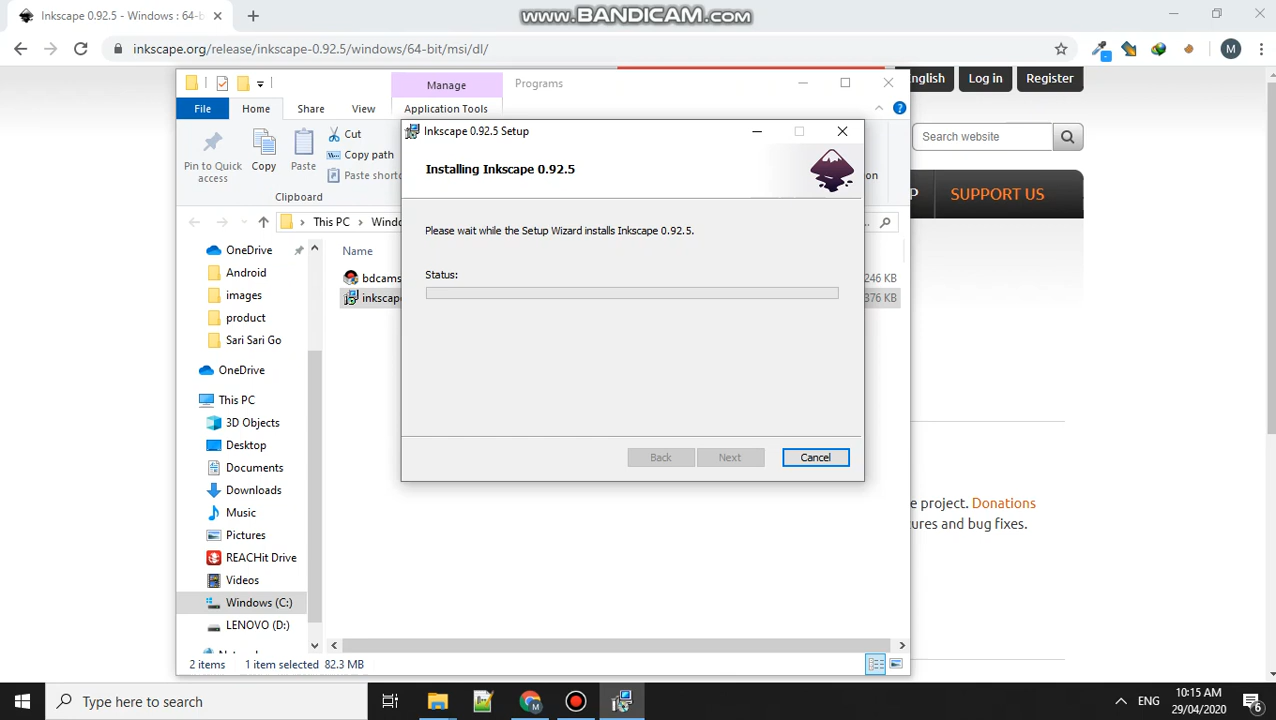 Inkscape 0.92.5 - Windows : 64-b
www.BANDICAM.com
inkscape.org/release/inkscape-0.92.5/windows/64-bit/msi/dl/
M
Manage
Programs
nglish
Log in
Register
File
Home
Share
View
Application Tools
Search website
Pin to Quick access
Copy
Paste
Cut
Copy path
Paste shortc
Clipboard
on
P
SUPPORT US
This PC
Windo
Inkscape 0.92.5 Setup
Installing Inkscape 0.92.5
Please wait while the Setup Wizard installs Inkscape 0.92.5.
Status:
Back
Next
Cancel
Name
bdcams
246 KB
inkscape
376 KB
OneDrive
Android
images
product
Sari Sari Go
OneDrive
This PC
3D Objects
Desktop
Documents
Downloads
Music
Pictures
REACHit Drive
Videos
Windows (C:)
LENOVO (D:)
e project. Donations
ures and bug fixes.
2 items
1 item selected 82.3 MB
Type here to search
ENG
10:15 AM
29/04/2020
6